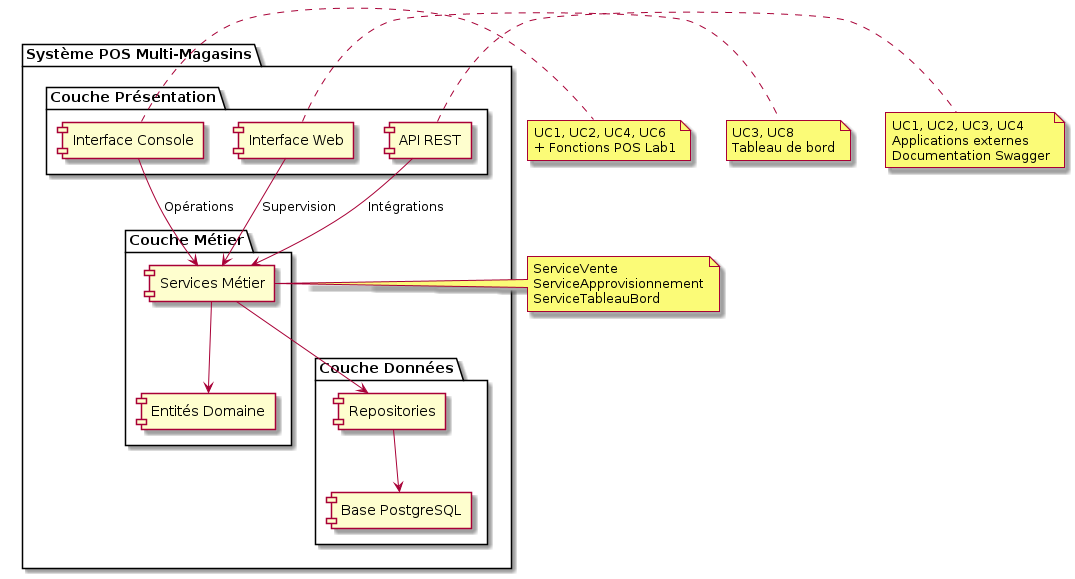 Système POS Multi-Magasins
Couche Présentation
Interface Console
Interface Web
API REST
UC1, UC2, UC4, UC6
+ Fonctions POS Lab1
UC3, UC8
Tableau de bord
UC1, UC2, UC3, UC4
Applications externes
Documentation Swagger
Opérations
Supervision
Intégrations
Couche Métier
Services Métier
ServiceVente
ServiceApprovisionnement
ServiceTableauBord
Couche Données
Entités Domaine
Repositories
Base PostgreSQL